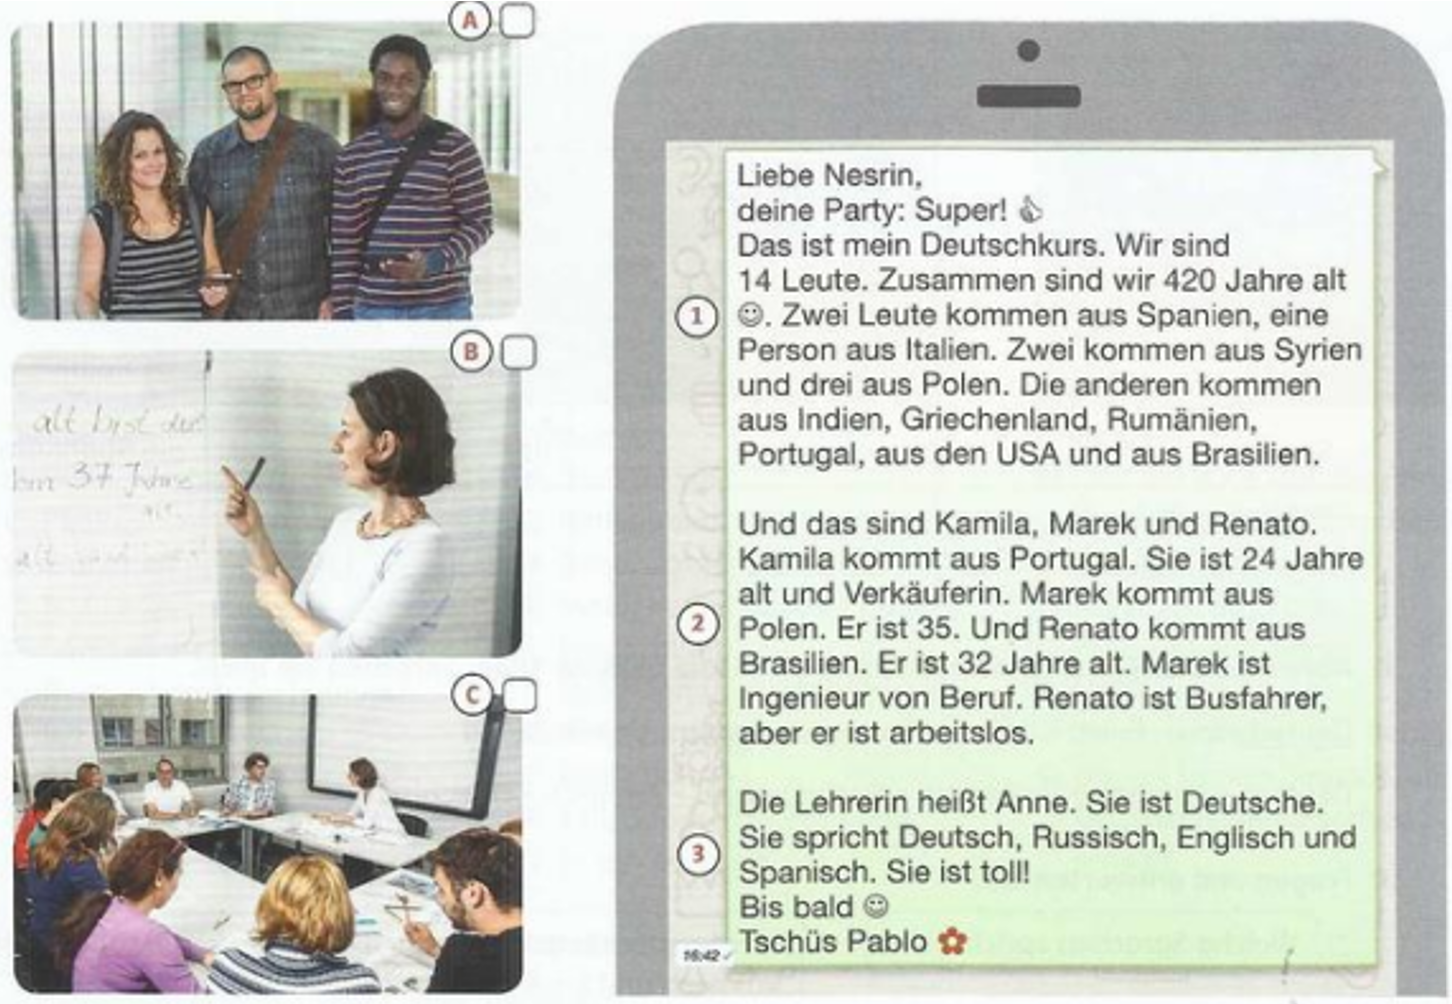 A
B
alt bist du
bin 37 Jahre
alt
C
Liebe Nesrin,
deine Party: Super! 👍
Das ist mein Deutschkurs. Wir sind
14 Leute. Zusammen sind wir 420 Jahre alt
1
☺. Zwei Leute kommen aus Spanien, eine
Person aus Italien. Zwei kommen aus Syrien
und drei aus Polen. Die anderen kommen
aus Indien, Griechenland, Rumänien,
Portugal, aus den USA und aus Brasilien.
Und das sind Kamila, Marek und Renato.
Kamila kommt aus Portugal. Sie ist 24 Jahre
alt und Verkäuferin. Marek kommt aus
2
Polen. Er ist 35. Und Renato kommt aus
Brasilien. Er ist 32 Jahre alt. Marek ist
Ingenieur von Beruf. Renato ist Busfahrer,
aber er ist arbeitslos.
Die Lehrerin heißt Anne. Sie ist Deutsche.
Sie spricht Deutsch, Russisch, Englisch und
3
Spanisch. Sie ist toll!
Bis bald ☺
Tschüs Pablo
16:42